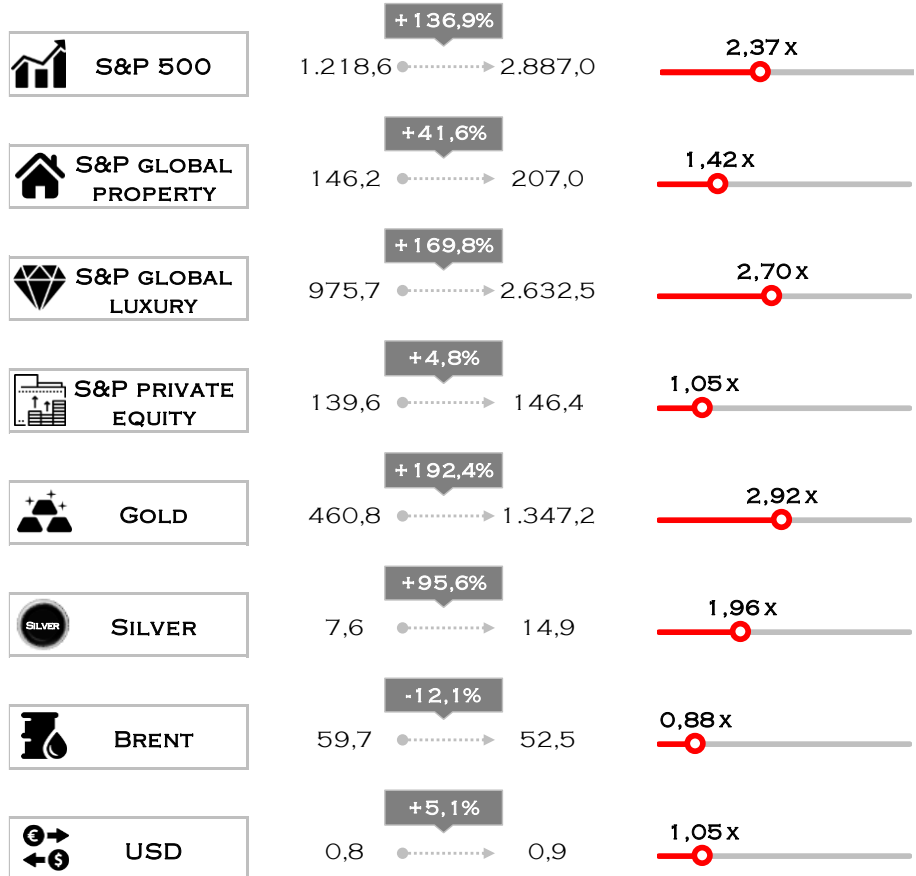 +136,9%
S&P 500
1.218,6
2.887,0
2,37 x
+41,6%
S&P GLOBAL
PROPERTY
146,2
207,0
1,42 x
+169,8%
S&P GLOBAL
LUXURY
975,7
2.632,5
2,70 x
+4,8%
S&P PRIVATE
EQUITY
139,6
146,4
1,05 x
+192,4%
GOLD
460,8
1.347,2
2,92 x
+95,6%
SILVER
SILVER
7,6
14,9
1,96 x
-12,1%
BRENT
59,7
52,5
0,88 x
+5,1%
€
$
USD
0,8
0,9
1,05 x